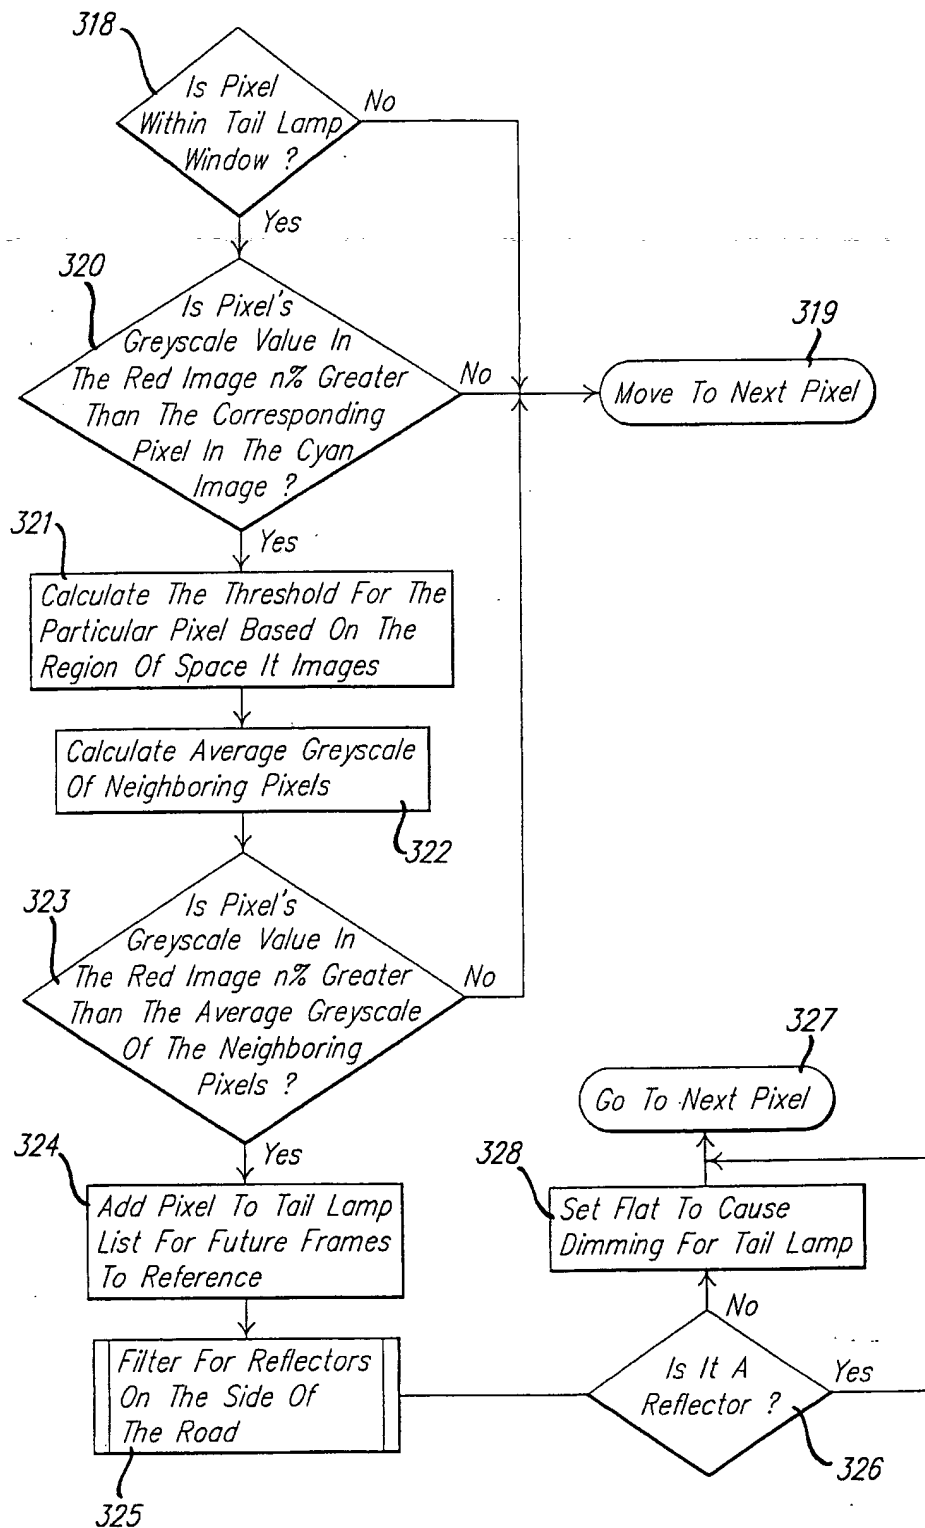 318
Is Pixel
Within Tail Lamp
Window ?
No
Yes
320
Is Pixel's
Greyscale Value In
The Red Image n% Greater
Than The Corresponding
Pixel In The Cyan
Image ?
No
319
Move To Next Pixel
Yes
321
Calculate The Threshold For The
Particular Pixel Based On The
Region Of Space It Images
Calculate Average Greyscale
Of Neighboring Pixels
322
323
Is Pixel's
Greyscale Value In
The Red Image n% Greater
Than The Average Greyscale
Of The Neighboring
Pixels ?
No
Yes
324
Add Pixel To Tail Lamp
List For Future Frames
To Reference
Filter For Reflectors
On The Side Of
The Road
325
327
Go To Next Pixel
328
Set Flat To Cause
Dimming For Tail Lamp
No
Is It A
Reflector ?
Yes
326